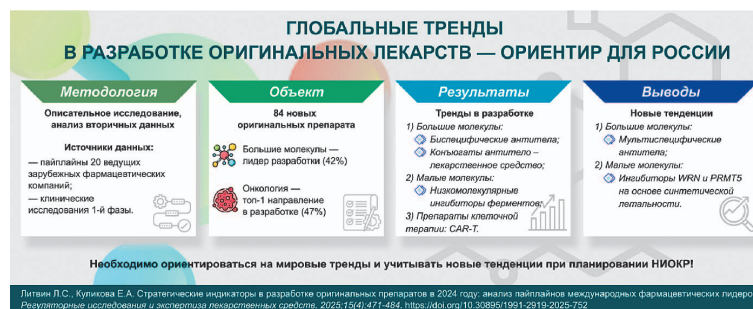 ГЛОБАЛЬНЫЕ ТРЕНДЫ
В РАЗРАБОТКЕ ОРИГИНАЛЬНЫХ ЛЕКАРСТВ — ОРИЕНТИР ДЛЯ РОССИИ
Методология
Описательное исследование,
анализ вторичных данных
Источники данных:
— пайплайны 20 ведущих
зарубежных фармацевтических
компаний;
— клинические
исследования 1-й фазы.
Объект
84 новых
оригинальных препарата
Большие молекулы —
лидер разработки (42%)
Онкология —
топ-1 направление
в разработке (47%)
Результаты
Тренды в разработке
1) Большие молекулы:
Биспецифические антитела;
Конъюгаты антитело –
лекарственное средство;
2) Малые молекулы:
Низкомолекулярные
ингибиторы ферментов;
3) Препараты клеточной
терапии: CAR-T.
Выводы
Новые тенденции
1) Большие молекулы:
Мультиспецифические
антитела;
2) Малые молекулы:
Ингибиторы WRN и PRMT5
на основе синтетической
летальности.
Необходимо ориентироваться на мировые тренды и учитывать новые тенденции при планировании НИОКР!
Литвин Л.С., Куликова Е.А. Стратегические индикаторы в разработке оригинальных препаратов в 2024 году: анализ пайплайнов международных фармацевтических лидеро
Регуляторные исследования и экспертиза лекарственных средств. 2025;15(4):471-484. https://doi.org/10.30895/1991-2919-2025-752